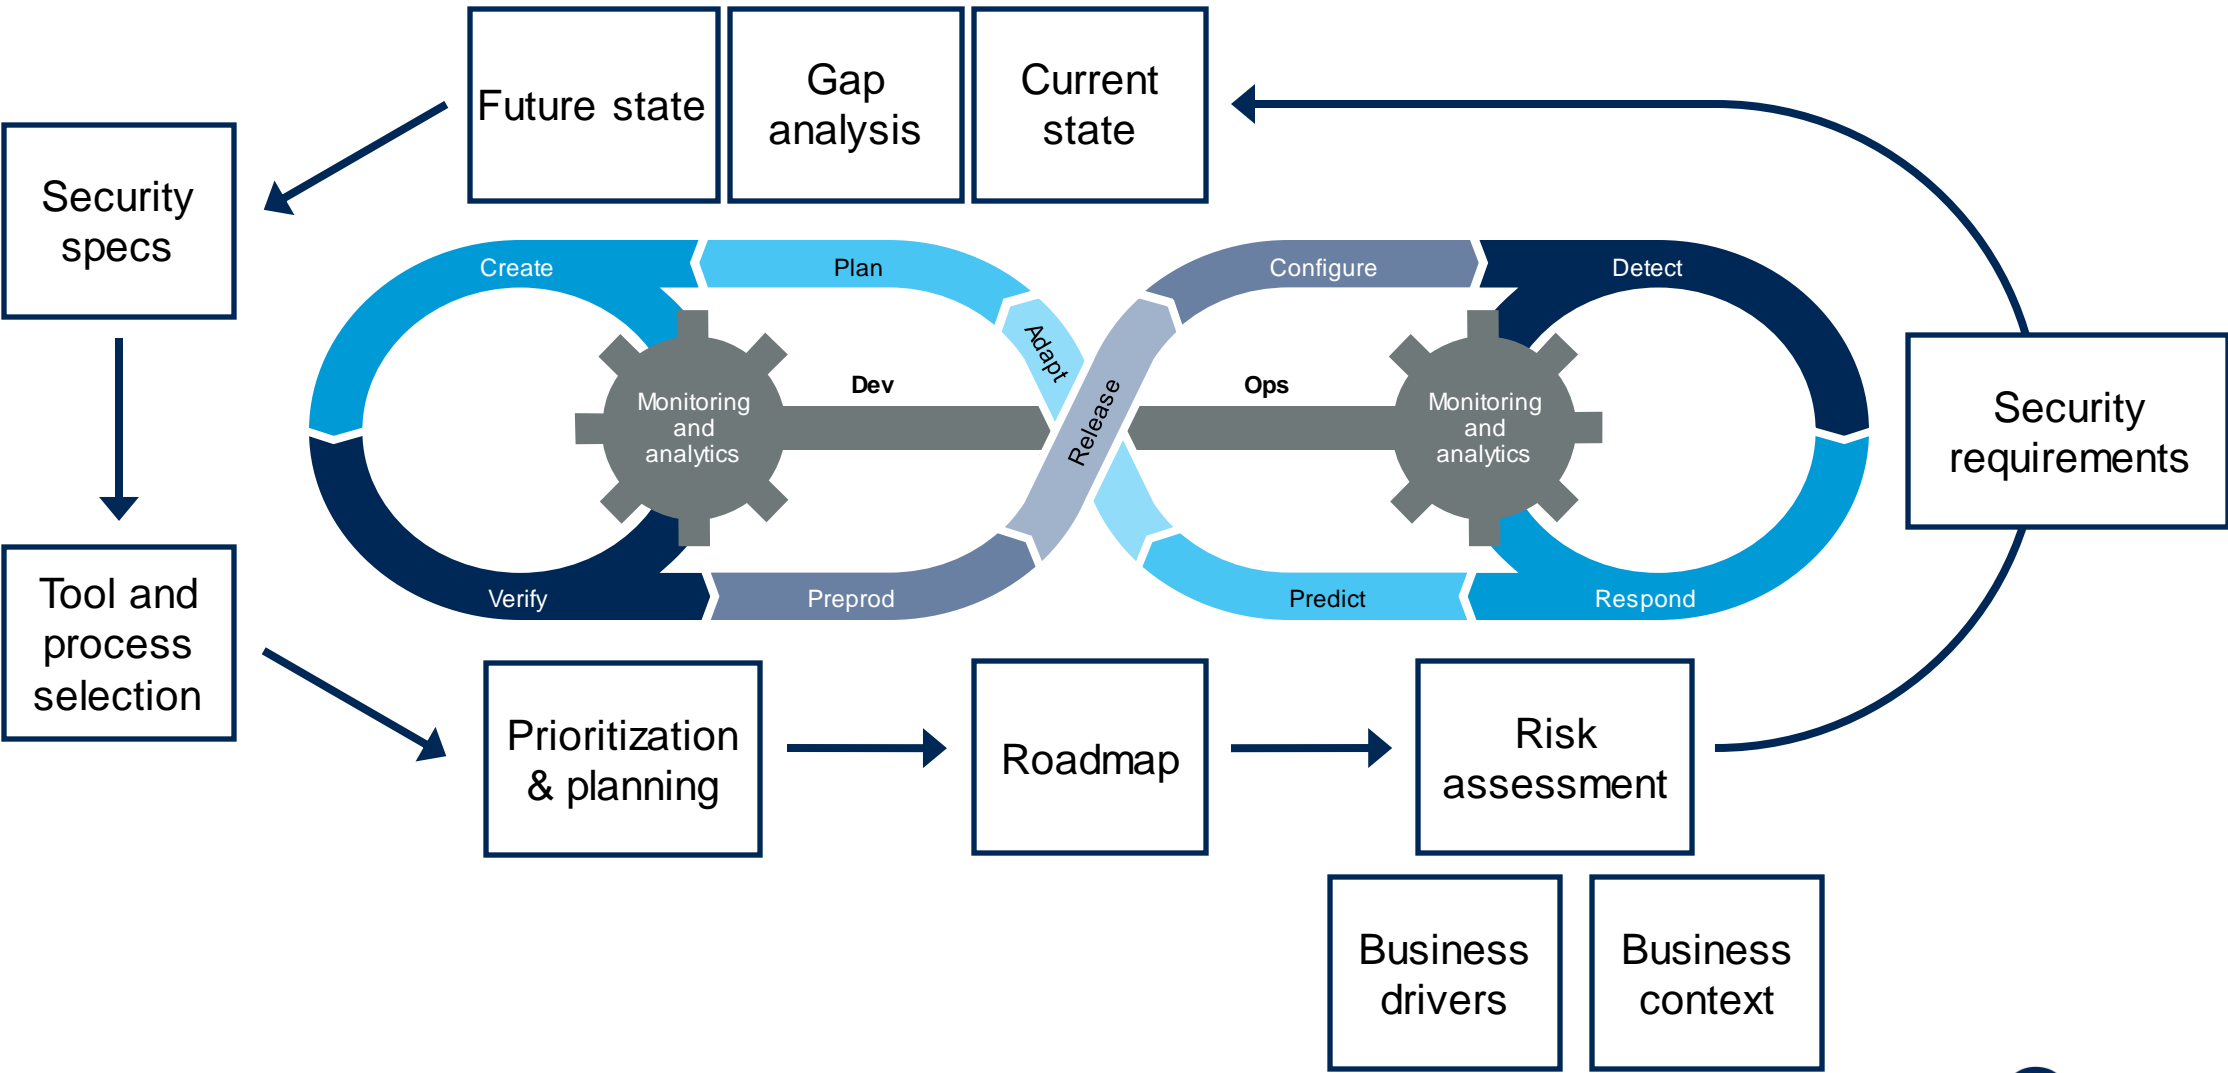 Future state
Gap
analysis
Current
state
Security
specs
Create
Plan
Configure
Detect
Adapt
Release
Dev
Ops
Monitoring
and
analytics
Monitoring
and
analytics
Security
requirements
Verify
Preprod
Predict
Respond
Tool and
process
selection
Prioritization
& planning
Roadmap
Risk
assessment
Business
drivers
Business
context